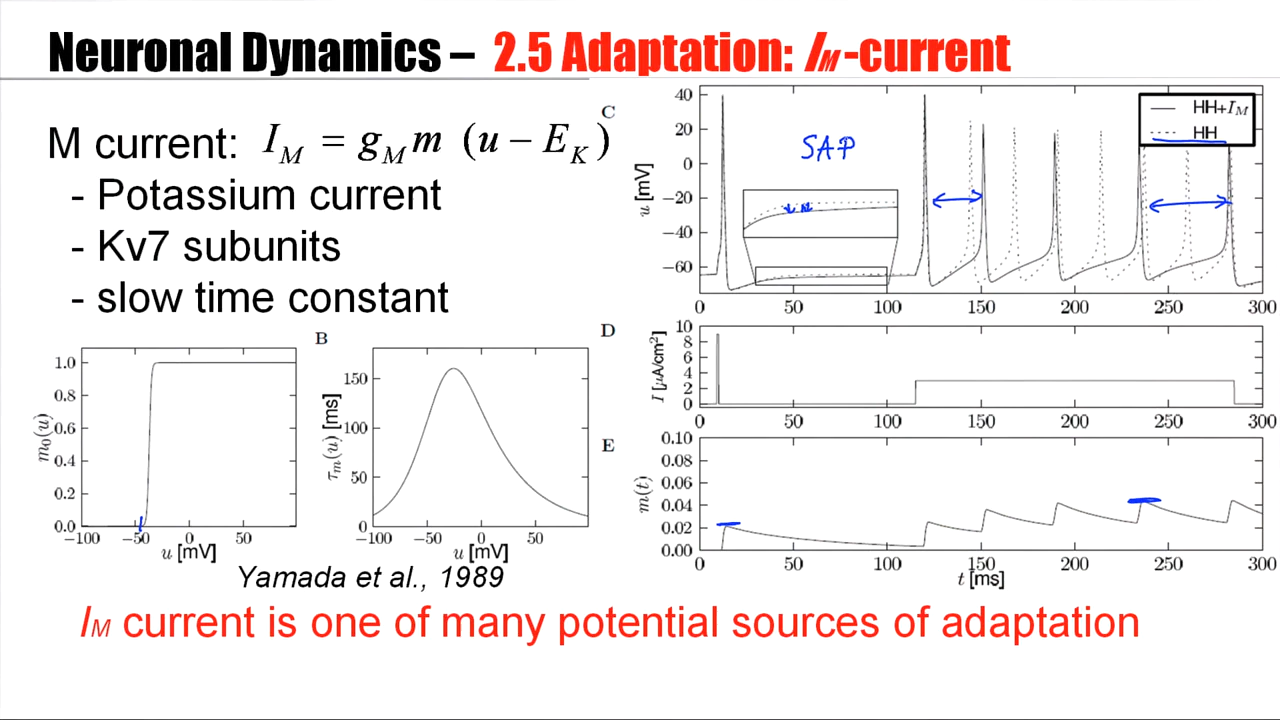 Neuronal Dynamics – 2.5 Adaptation: IM-current
M current: IM = gM m (u − EK)
- Potassium current
- Kv7 subunits
- slow time constant
B
1.0
0.8
0.6
0.4
0.2
0.0
m0(u)
−100 −50 0 50
u [mV]
150
100
50
0
τm(u) [ms]
−100 −50 0 50
u [mV]
Yamada et al., 1989
C
40
20
0
−20
−40
−60
u [mV]
SAP
HH+IM
HH
0 50 100 150 200 250 300
D
10
8
6
4
2
0
I [μA/cm²]
0 50 100 150 200 250 300
E
0.10
0.08
0.06
0.04
0.02
0.00
m(t)
0 50 100 150 200 250 300
t [ms]
IM current is one of many potential sources of adaptation